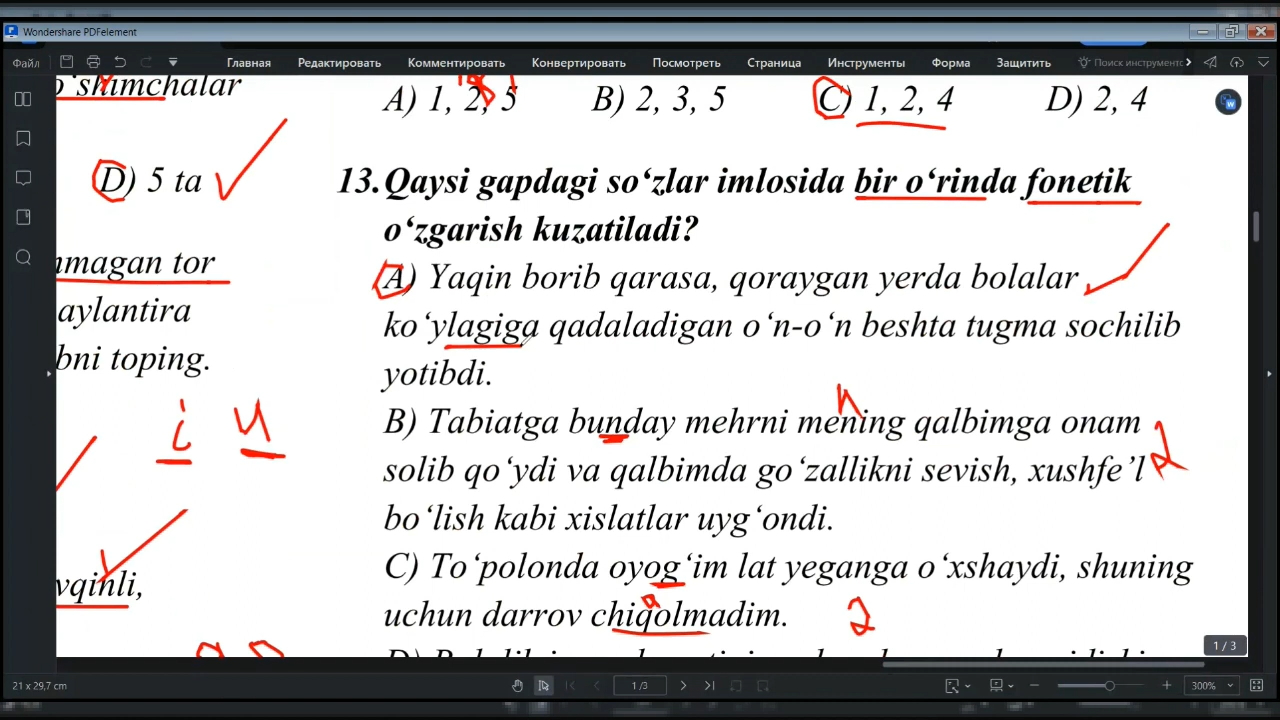 Wondershare PDFelement
Файл Главная Редактировать Комментировать Конвертировать Посмотреть Страница Инструменты Форма Защитить Поиск инструменто
o‘shimchalar
D) 5 ta
nmagan tor
aylantira
bni toping.
i u
vqinli,
A) 1, 2, 5 B) 2, 3, 5 C) 1, 2, 4 D) 2, 4
13. Qaysi gapdagi so‘zlar imlosida bir o‘rinda fonetik
o‘zgarish kuzatiladi?
A) Yaqin borib qarasa, qoraygan yerda bolalar
ko‘ylagiga qadaladigan o‘n-o‘n beshta tugma sochilib
yotibdi.
n
B) Tabiatga bunday mehrni mening qalbimga onam
2
solib qo‘ydi va qalbimda go‘zallikni sevish, xushfe’l
bo‘lish kabi xislatlar uyg‘ondi.
C) To‘polonda oyog‘im lat yeganga o‘xshaydi, shuning
a
uchun darrov chiqolmadim. 2
1 / 3
21 x 29,7 cm 1 /3 300%